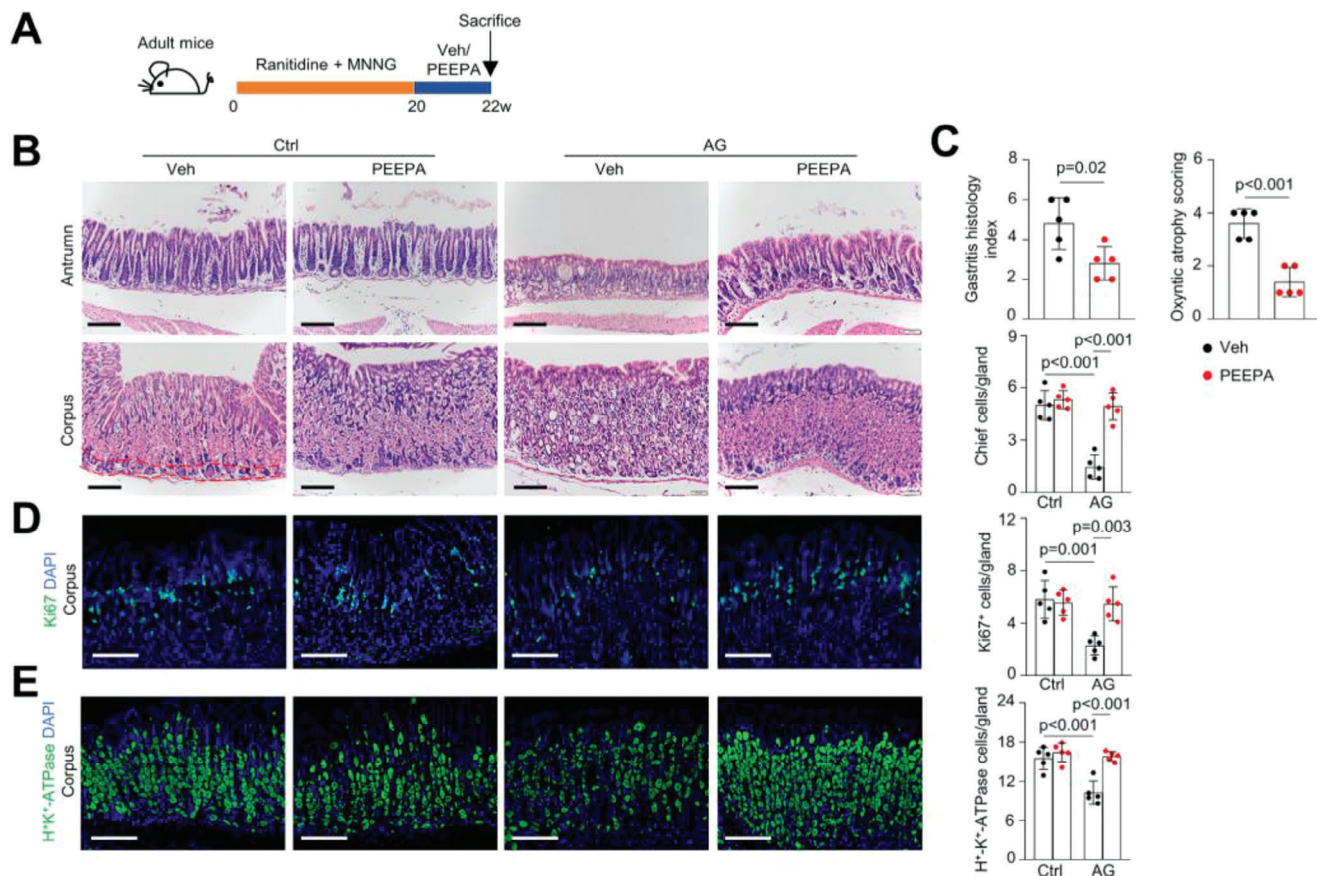 A
Adult mice
Ranitidine + MNNG
Veh/
PEEPA
Sacrifice
0
20
22w
B
Ctrl
AG
Veh
PEEPA
Veh
PEEPA
Antrumn
Corpus
D
Ki67 DAPI
Corpus
E
H⁺K⁺-ATPase DAPI
Corpus
C
Gastritis histology
index
8
6
4
2
0
p=0.02
Oxyntic atrophy scoring
6
4
2
0
p<0.001
Veh
PEEPA
Chief cells/gland
9
6
3
0
p<0.001
p<0.001
Ctrl
AG
Ki67⁺ cells/gland
12
8
4
0
p=0.001
p=0.003
Ctrl
AG
H⁺-K⁺-ATPase cells/gland
24
18
12
6
0
p<0.001
p<0.001
Ctrl
AG